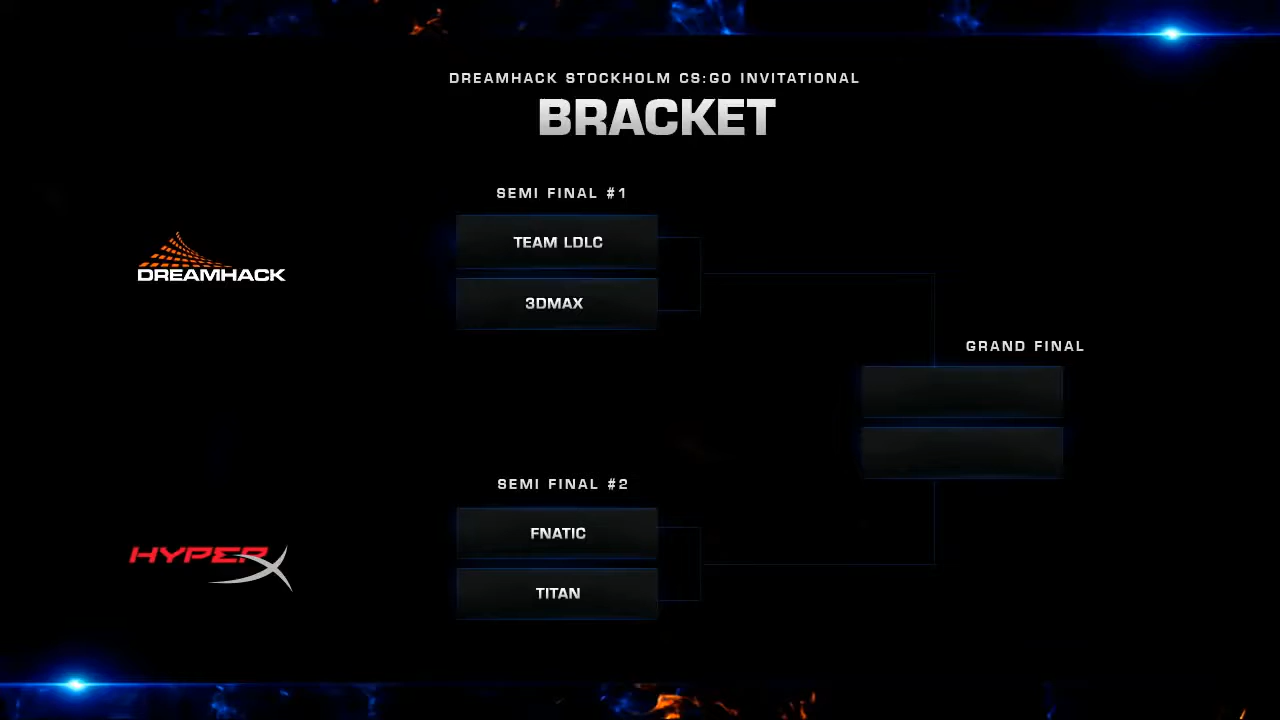 DREAMHACK STOCKHOLM CS:GO INVITATIONAL
BRACKET
SEMI FINAL #1
TEAM LDLC
3DMAX
DREAMHACK
GRAND FINAL
SEMI FINAL #2
FNATIC
TITAN
HYPERX